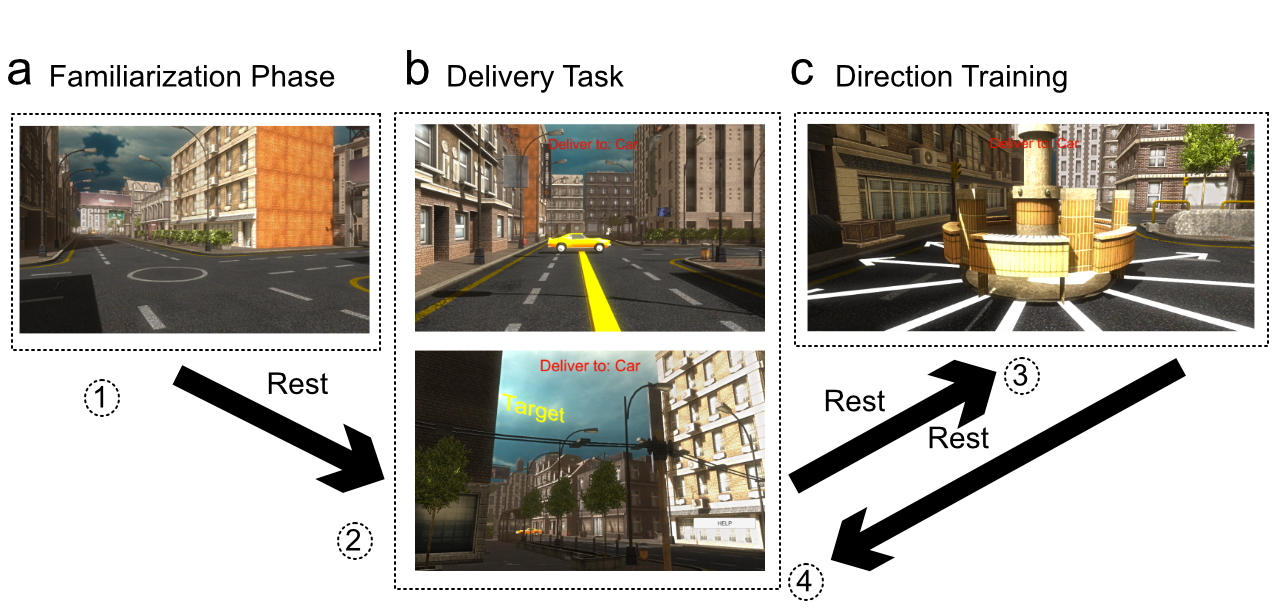 a Familiarization Phase
b Delivery Task
c Direction Training
Deliver to: Car
Deliver to: Car
Deliver to: Car
Target
HELP
Rest
Rest
Rest
1
2
3
4